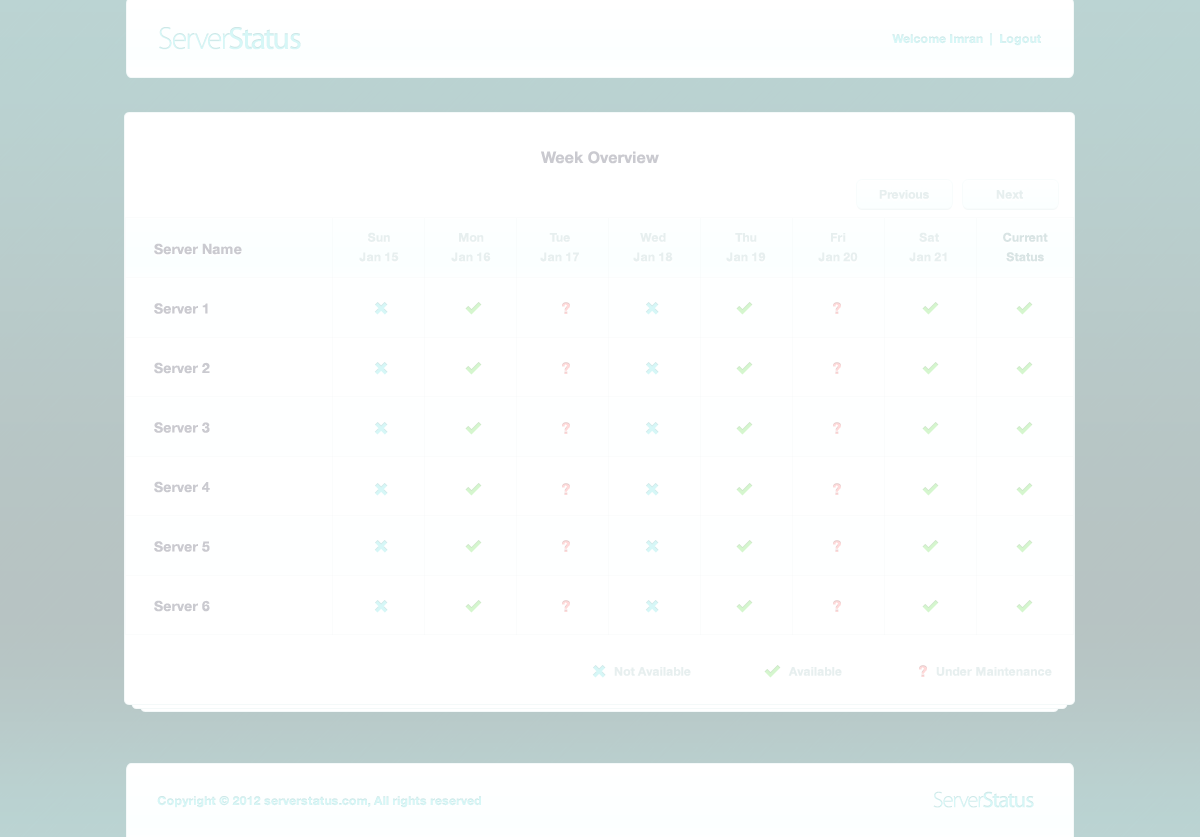 ServerStatus
Welcome Imran | Logout
Week Overview
Previous Next
Server Name
Sun Jan 15
Mon Jan 16
Tue Jan 17
Wed Jan 18
Thu Jan 19
Fri Jan 20
Sat Jan 21
Current Status
Server 1 ✖ ✔ ? ✖ ✔ ? ✔ ✔
Server 2 ✖ ✔ ? ✖ ✔ ? ✔ ✔
Server 3 ✖ ✔ ? ✖ ✔ ? ✔ ✔
Server 4 ✖ ✔ ? ✖ ✔ ? ✔ ✔
Server 5 ✖ ✔ ? ✖ ✔ ? ✔ ✔
Server 6 ✖ ✔ ? ✖ ✔ ? ✔ ✔
✖ Not Available ✔ Available ? Under Maintenance
Copyright © 2012 serverstatus.com, All rights reserved
ServerStatus